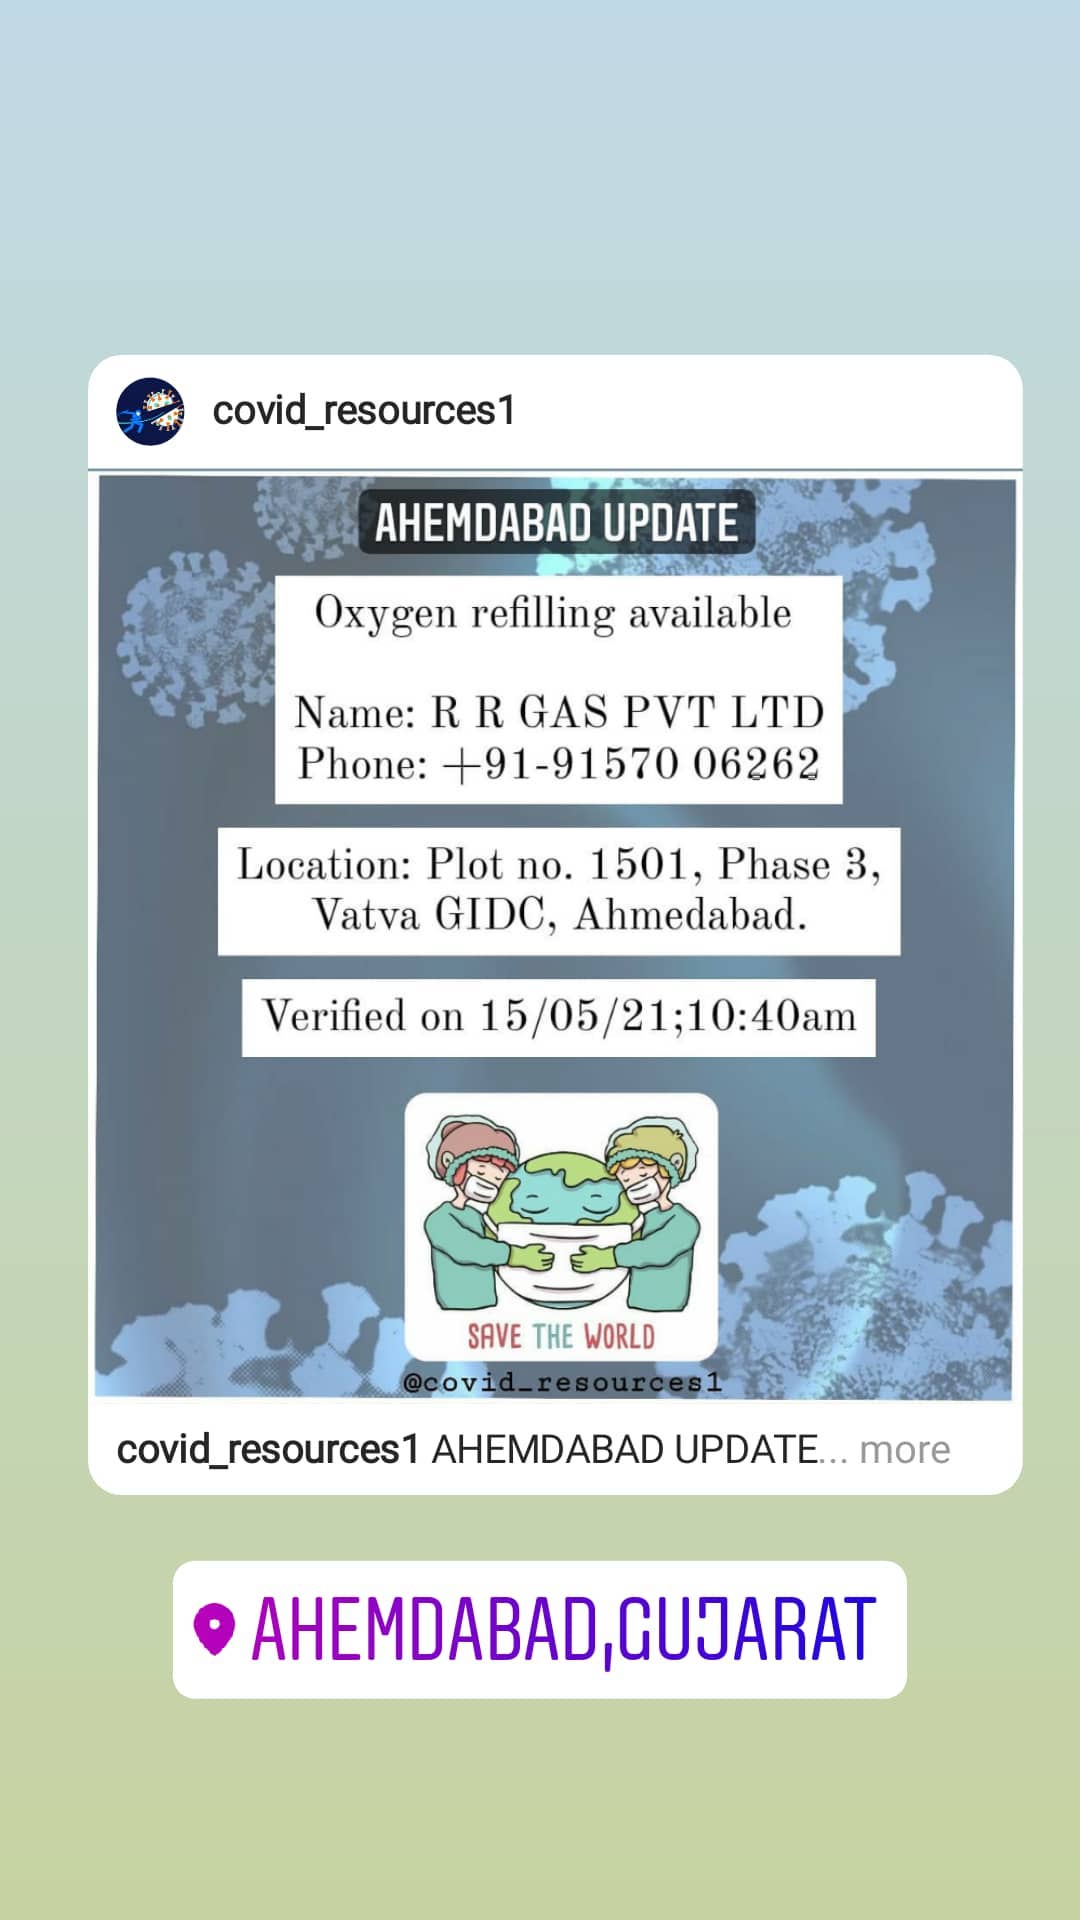 covid_resources1
AHEMDABAD UPDATE
Oxygen refilling available
Name: R R GAS PVT LTD
Phone: +91-91570 06262
Location: Plot no. 1501, Phase 3,
Vatva GIDC, Ahmedabad.
Verified on 15/05/21;10:40am
SAVE THE WORLD
@covid_resources1
covid_resources1 AHEMDABAD UPDATE... more
AHEMDABAD,GUJARAT